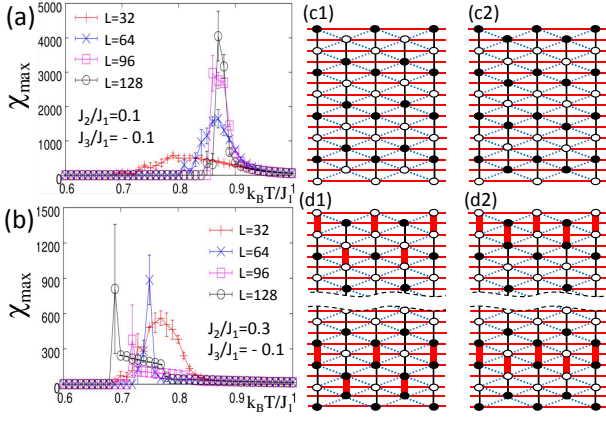 (a)
5000
4000
3000
2000
1000
0
χmax
L=32
L=64
L=96
L=128
J2/J1=0.1
J3/J1= - 0.1
0.6 0.7 0.8 0.9 1
kBT/J1
(b)
1500
1200
900
600
300
0
χmax
L=32
L=64
L=96
L=128
J2/J1=0.3
J3/J1= - 0.1
0.6 0.7 0.8 0.9 1
kBT/J1
(c1)
(c2)
(d1)
(d2)